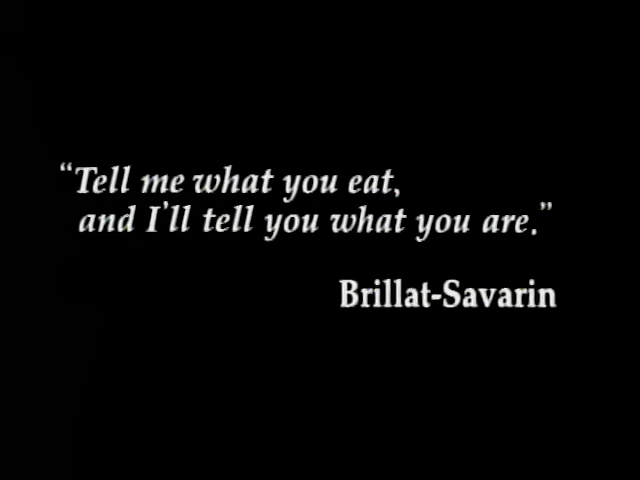 “Tell me what you eat,
and I'll tell you what you are.”
Brillat-Savarin